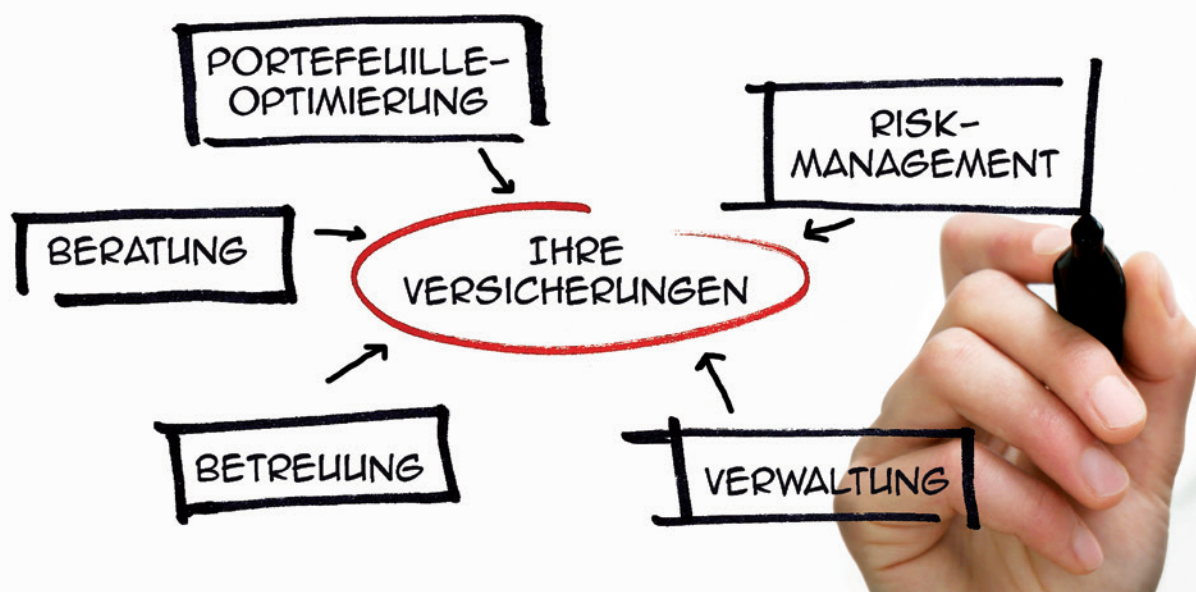 PORTEFEUILLE-
OPTIMIERUNG
RISK-
MANAGEMENT
BERATUNG
IHRE
VERSICHERUNGEN
BETREUUNG
VERWALTUNG